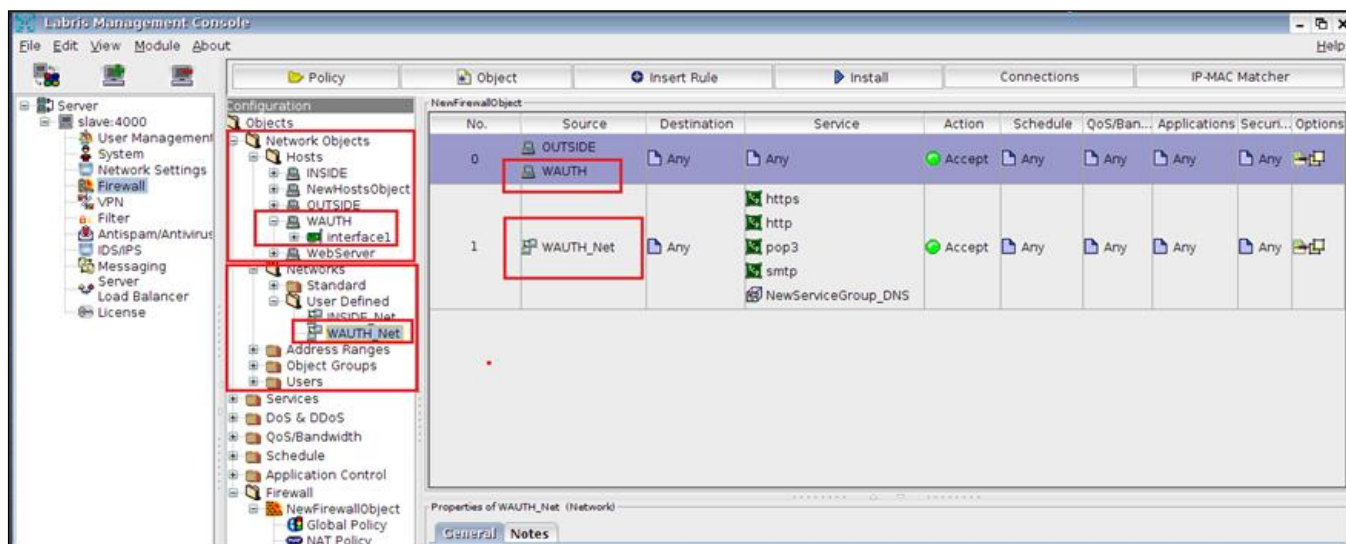 Labris Management Console
File Edit View Module About Help
Policy Object Insert Rule Install Connections IP-MAC Matcher
Server
slave:4000
User Management
System
Network Settings
Firewall
VPN
Filter
Antispam/Antivirus
IDS/IPS
Messaging
Server
Load Balancer
License
Configuration
Objects
Network Objects
Hosts
INSIDE
NewHostsObject
OUTSIDE
WAUTH
interface1
WebServer
Networks
Standard
User Defined
INSIDE_Net
WAUTH_Net
Address Ranges
Object Groups
Users
Services
DoS & DDoS
QoS/Bandwidth
Schedule
Application Control
Firewall
NewFirewallObject
Global Policy
NAT Policy
NewFirewallObject
No. Source Destination Service Action Schedule QoS/Ban... Applications Securi... Options
0 OUTSIDE Any Any Accept Any Any Any Any
WAUTH
https
http
1 WAUTH_Net Any pop3 Accept Any Any Any Any
smtp
NewServiceGroup_DNS
Properties of WAUTH_Net (Network)
General Notes